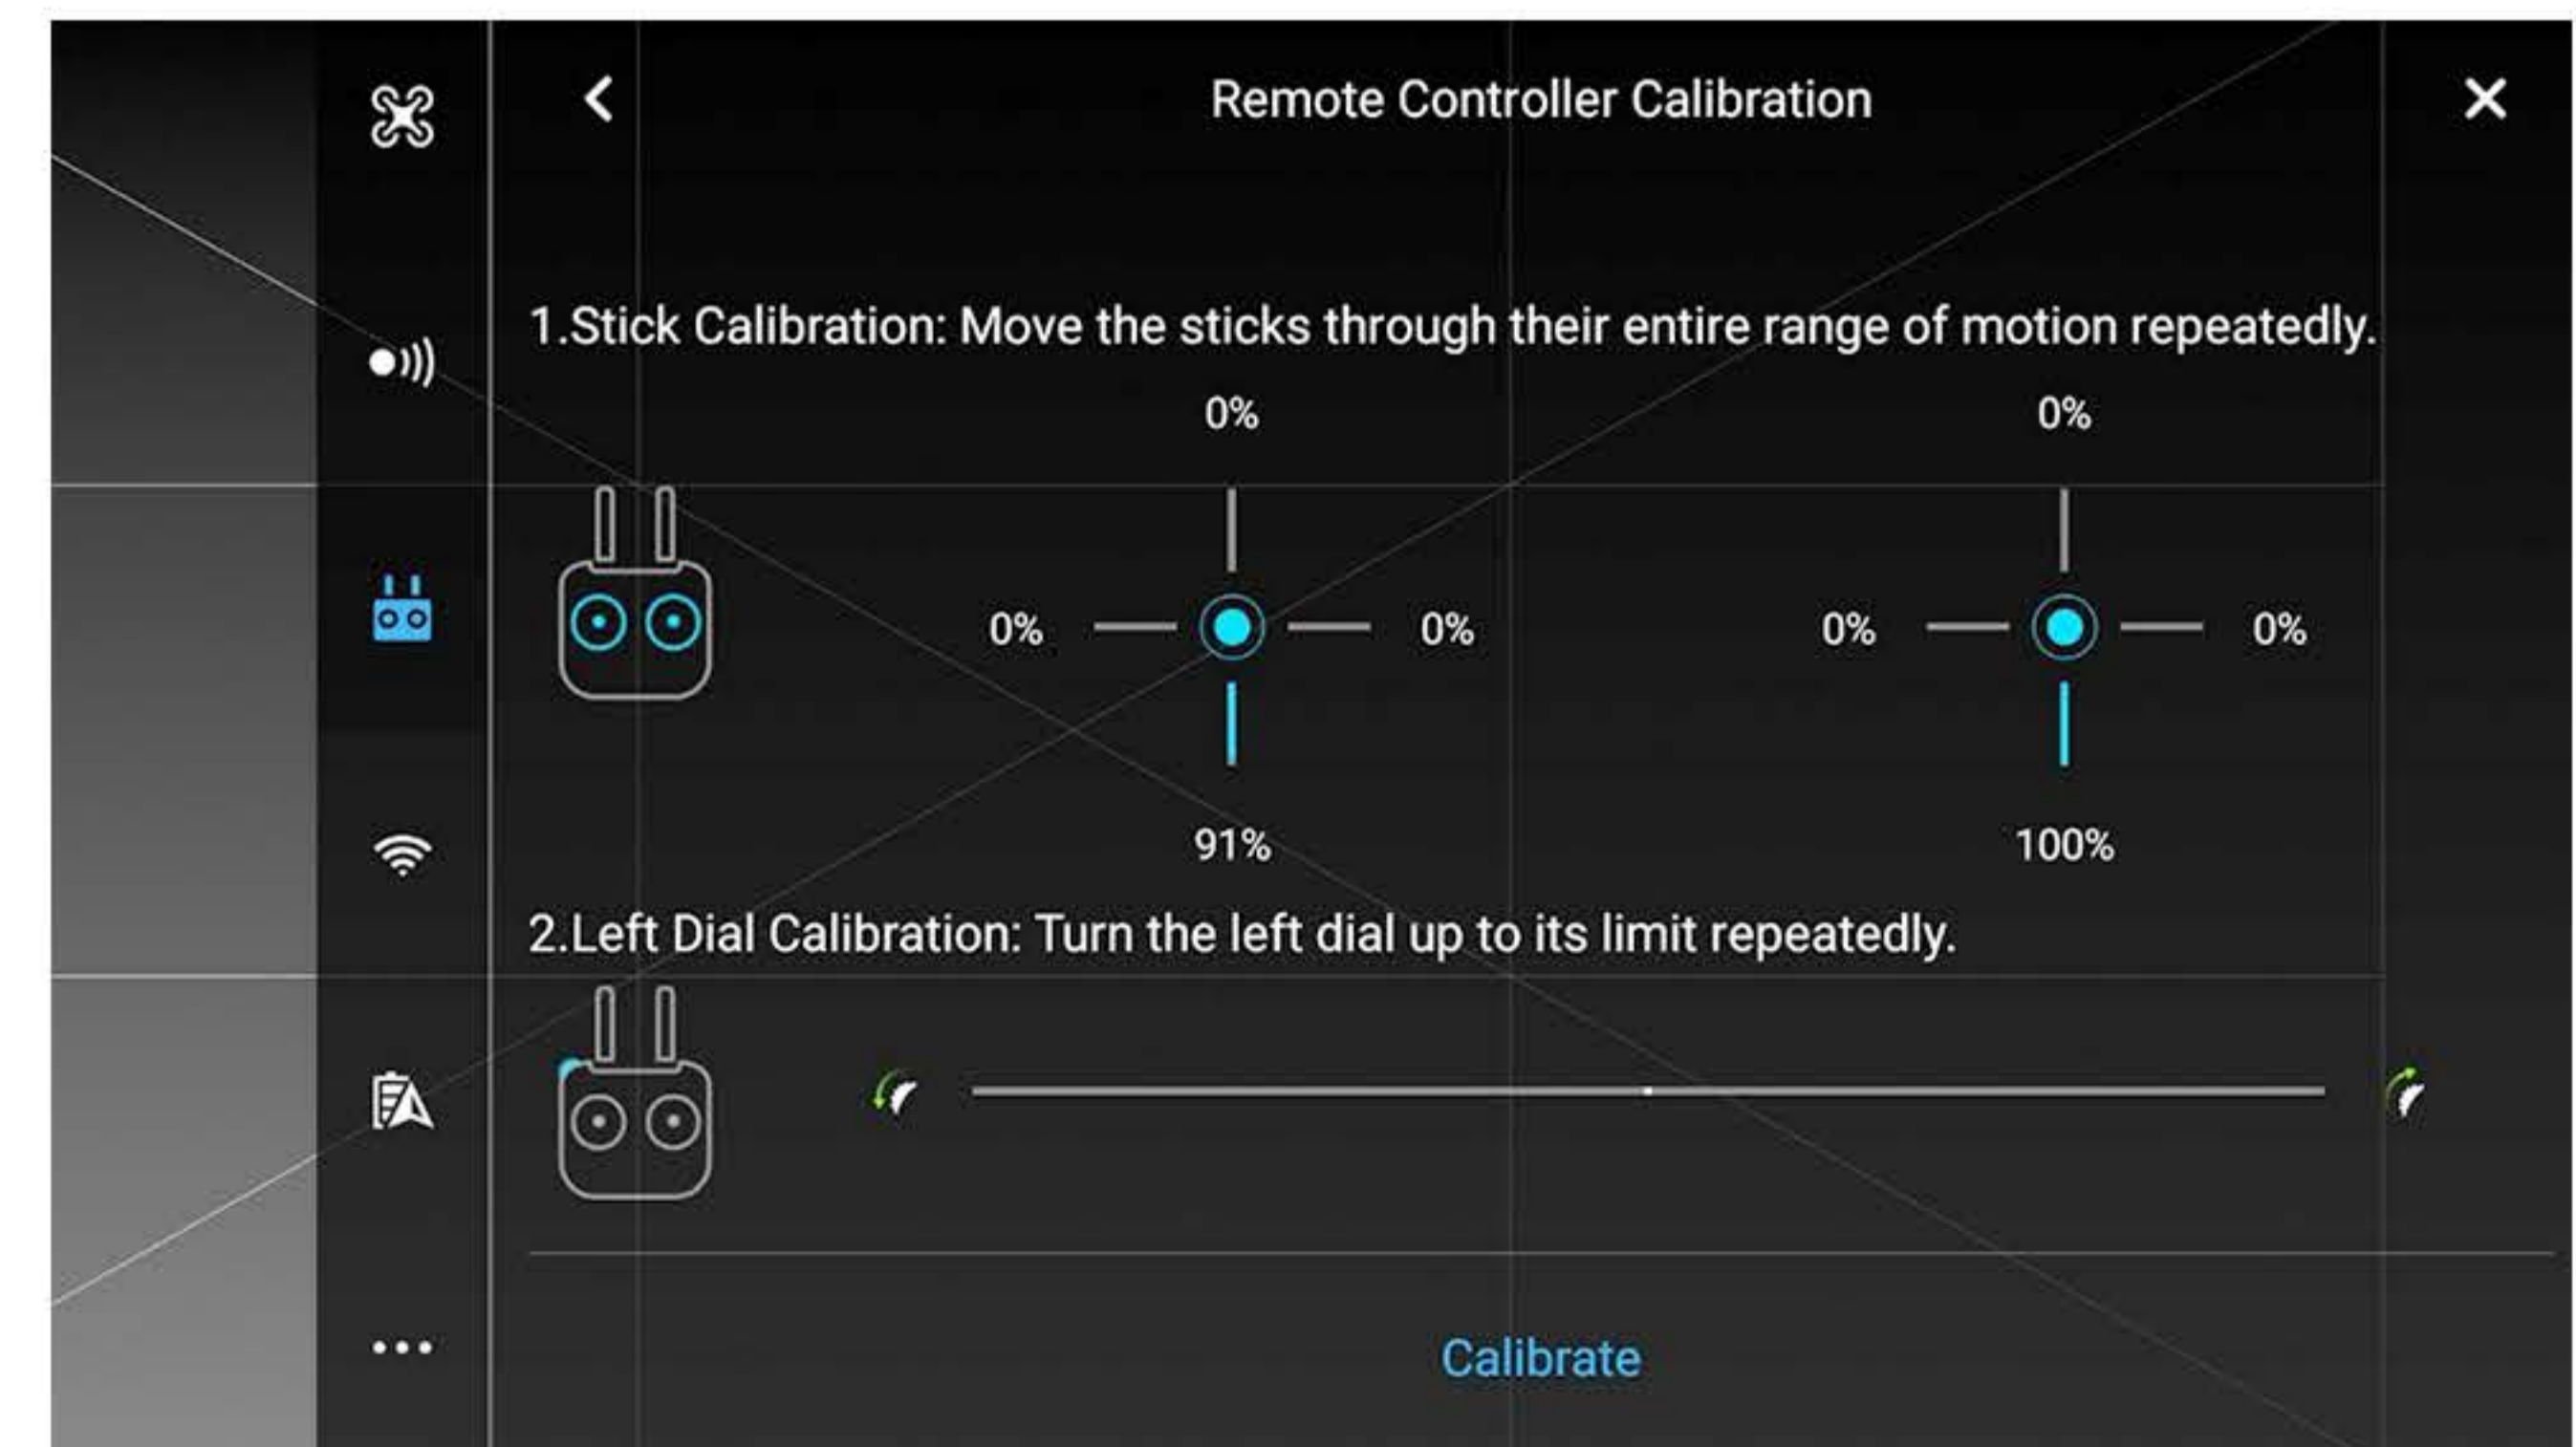 Remote Controller Calibration
1.Stick Calibration: Move the sticks through their entire range of motion repeatedly.
0% 0%
0% 0% 0% 0%
91% 100%
2.Left Dial Calibration: Turn the left dial up to its limit repeatedly.
Calibrate